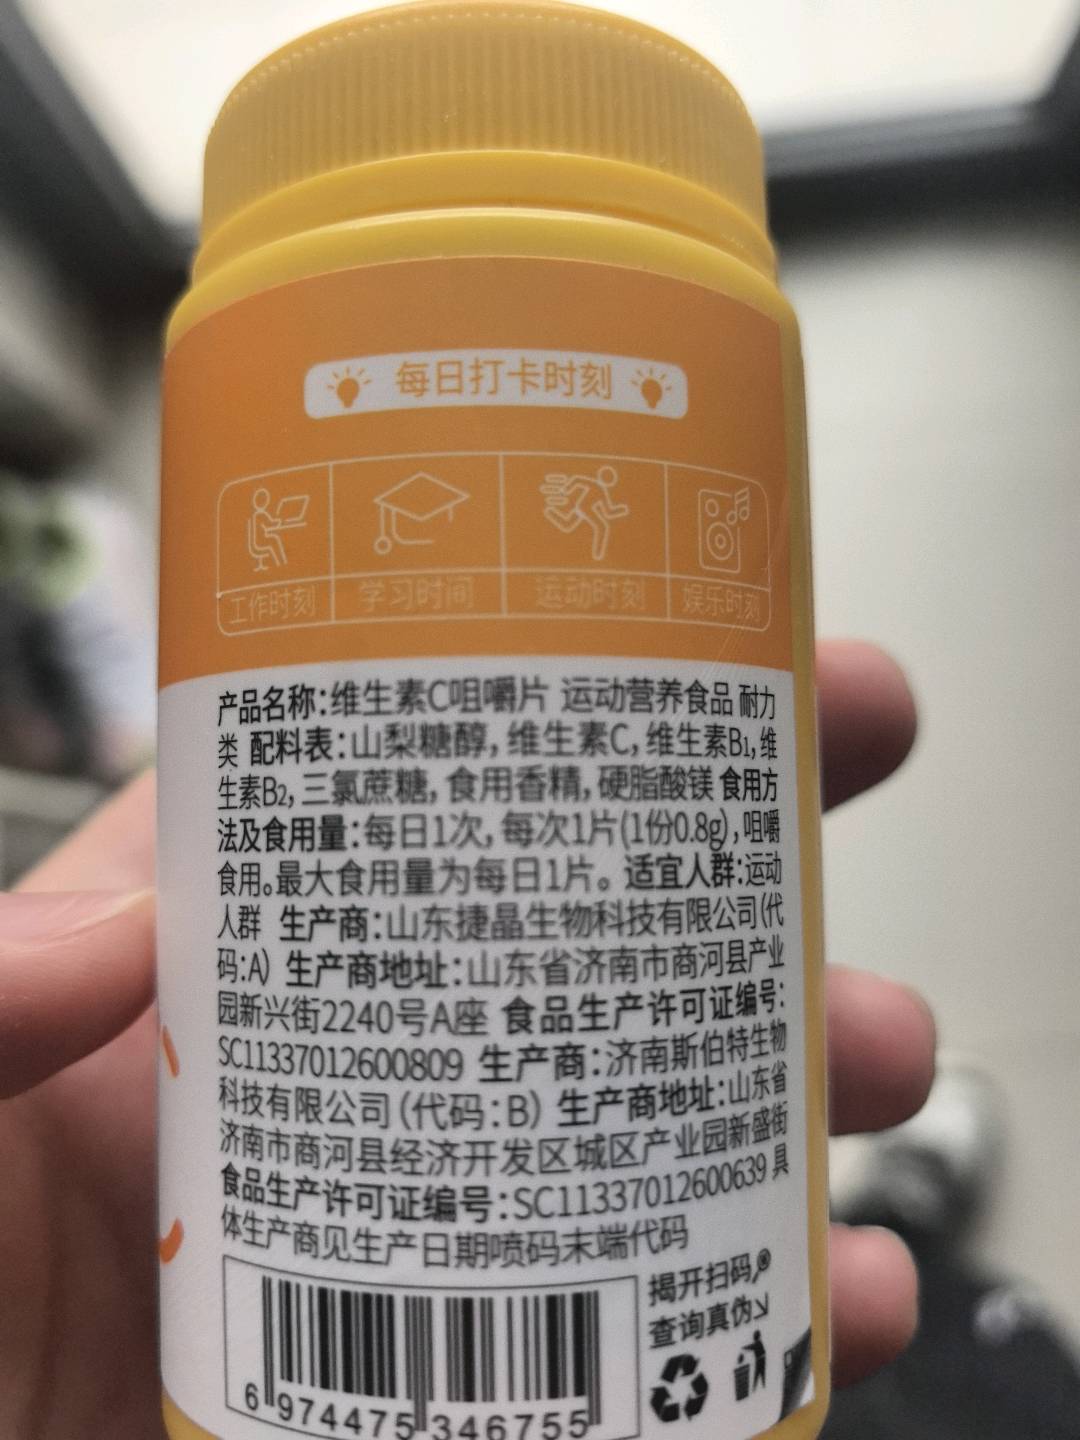 每日打卡时刻
工作时刻 学习时间 运动时刻 娱乐时刻
产品名称:维生素C咀嚼片 运动营养食品 耐力
类 配料表:山梨糖醇,维生素C,维生素B₁,维
生素B₂,三氯蔗糖,食用香精,硬脂酸镁 食用方
法及食用量:每日1次,每次1片(1份0.8g),咀嚼
食用。最大食用量为每日1片。适宜人群:运动
人群 生产商:山东捷晶生物科技有限公司(代
码:A) 生产商地址:山东省济南市商河县产业
园新兴街2240号A座 食品生产许可证编号:
SC11337012600809 生产商:济南斯伯特生物
科技有限公司(代码:B) 生产商地址:山东省
济南市商河县经济开发区城区产业园新盛街
食品生产许可证编号:SC11337012600639 具
体生产商见生产日期喷码末端代码
揭开扫码
查询真伪
6 974475 346755